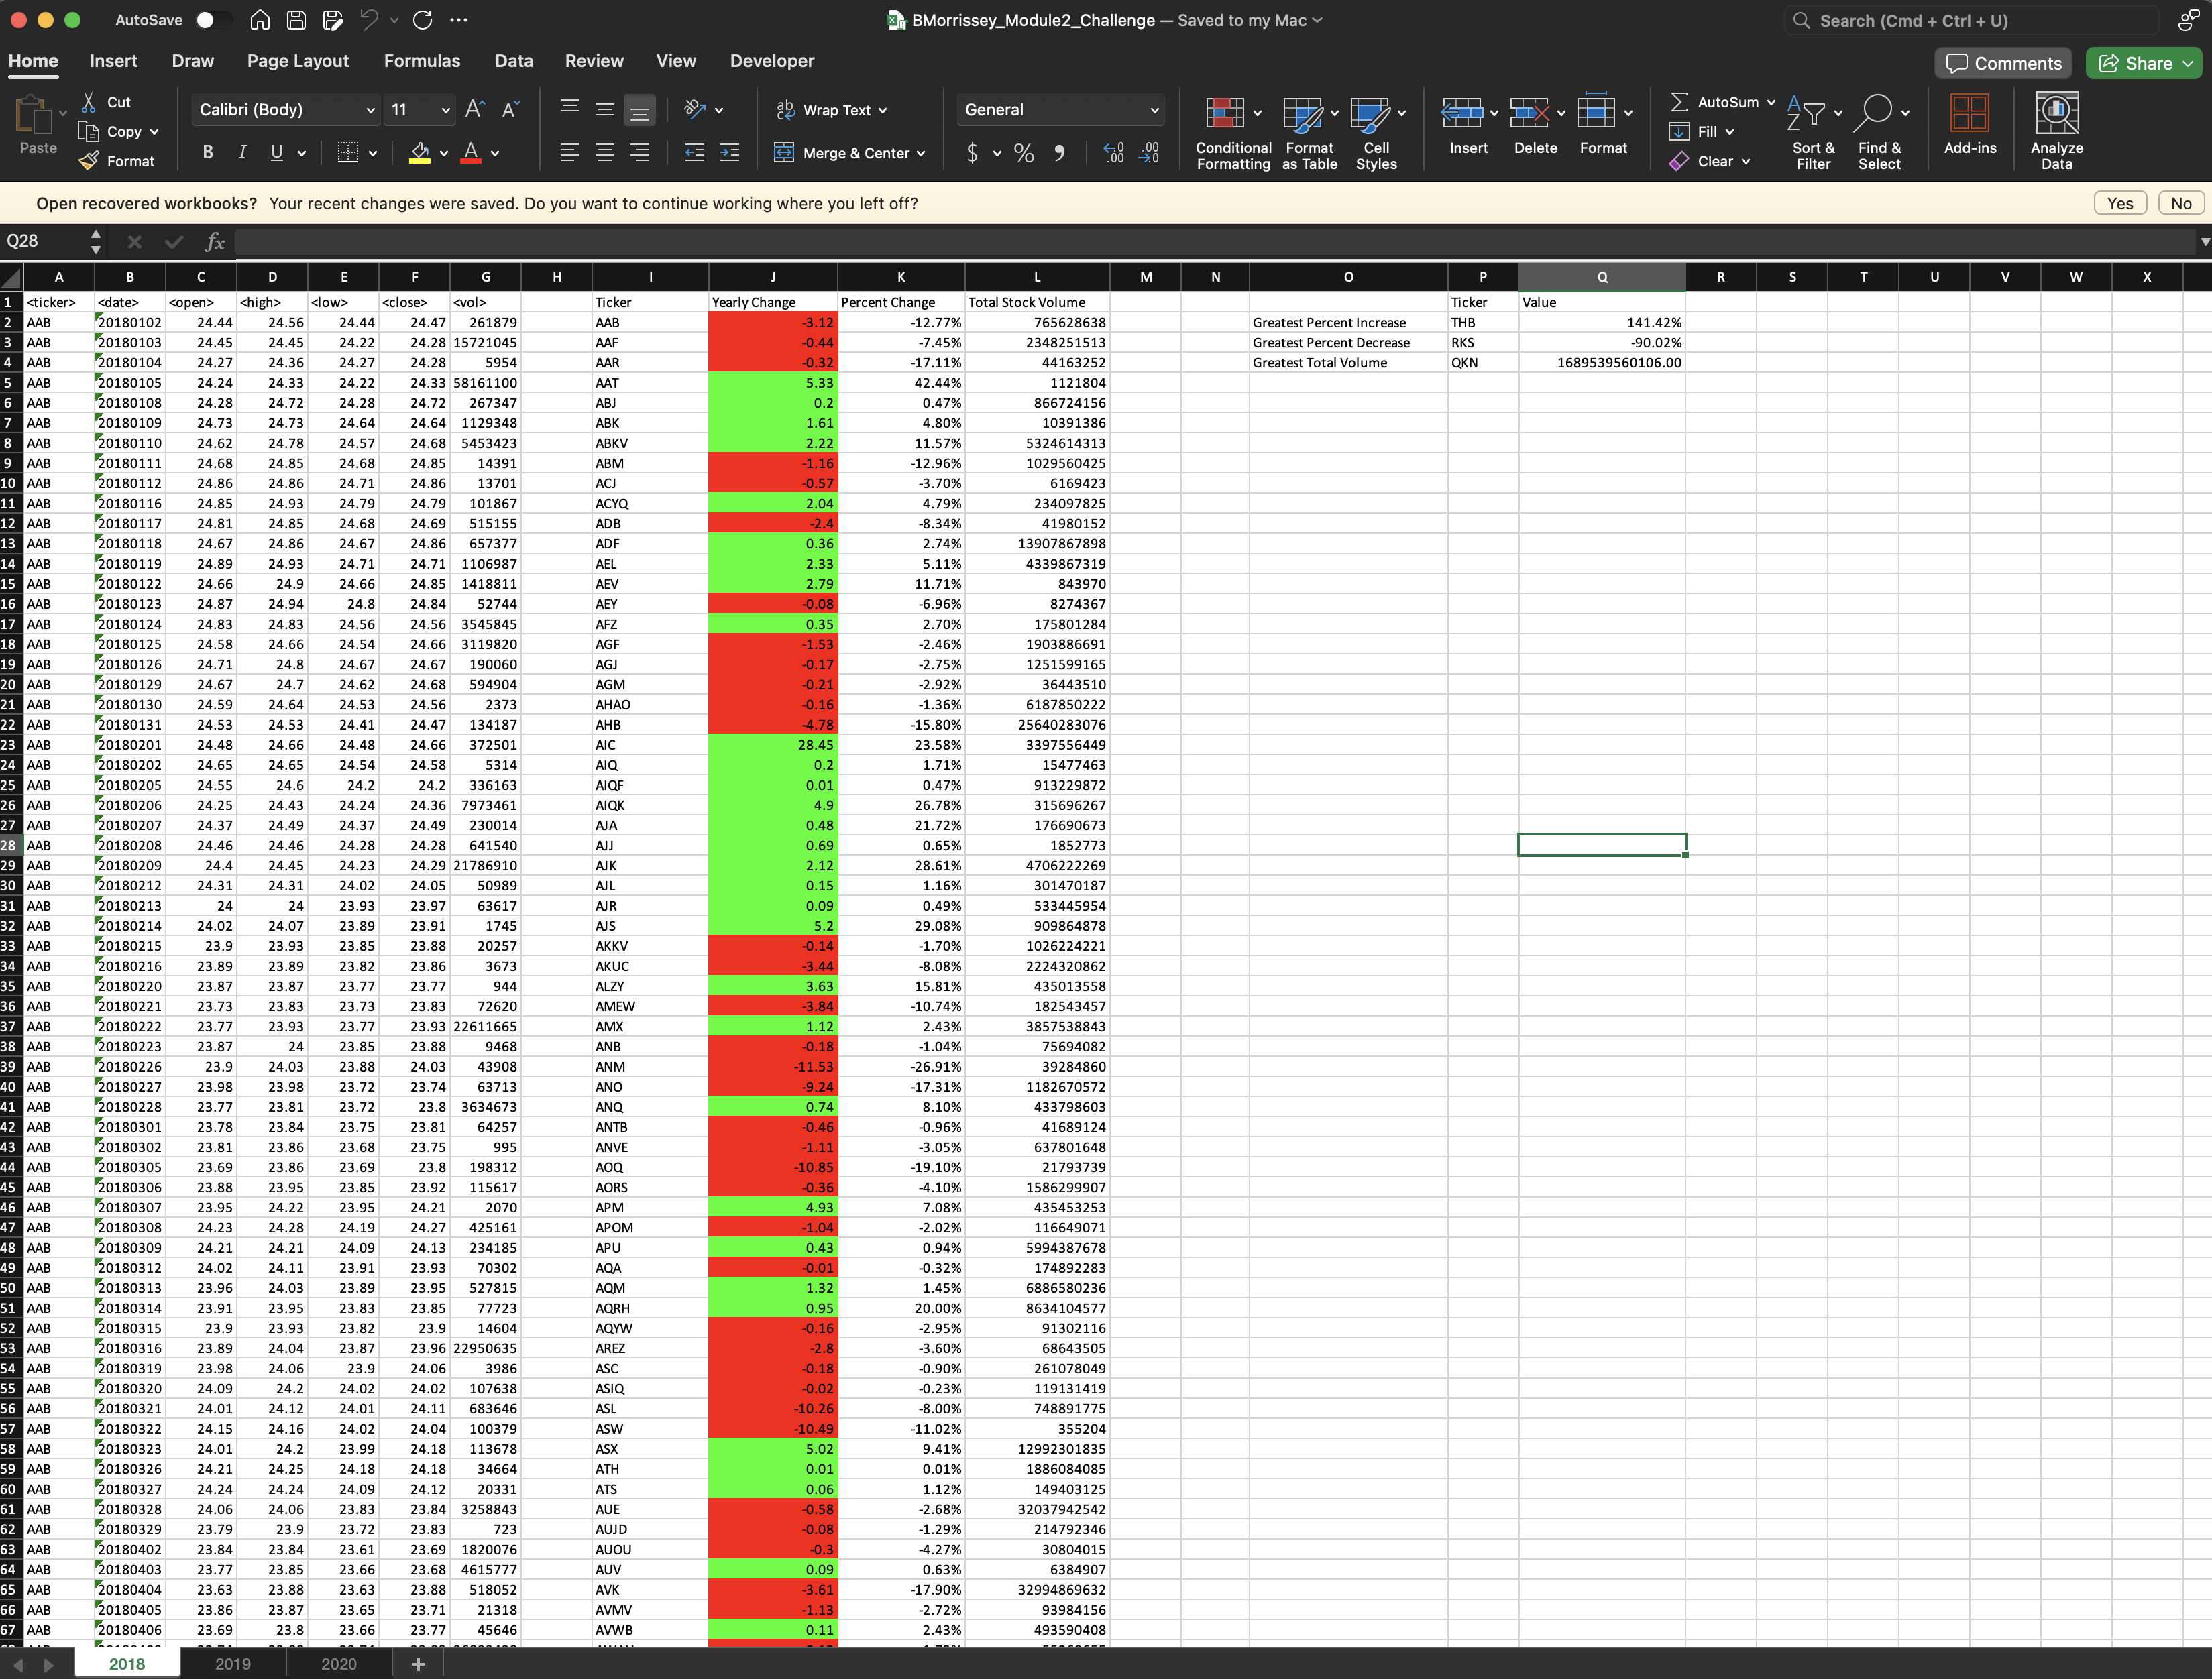 AutoSave
BMorrissey_Module2_Challenge — Saved to my Mac
Search (Cmd + Ctrl + U)
Home Insert Draw Page Layout Formulas Data Review View Developer Comments Share
Paste Cut Copy Format
Calibri (Body) 11
B I U
Wrap Text
Merge & Center
General
$ % 9
Conditional Formatting Format as Table Cell Styles
Insert Delete Format
AutoSum Fill Clear
Sort & Filter Find & Select Add-ins Analyze Data
Open recovered workbooks? Your recent changes were saved. Do you want to continue working where you left off? Yes No
Q28 fx
A B C D E F G H I J K L M N O P Q R S T U V W X
1 <ticker> <date> <open> <high> <low> <close> <vol> Ticker Yearly Change Percent Change Total Stock Volume Ticker Value
2 AAB 20180102 24.44 24.56 24.44 24.47 261879 AAB -3.12 -12.77% 765628638 Greatest Percent Increase THB 141.42%
3 AAB 20180103 24.45 24.45 24.22 24.28 15721045 AAF -0.44 -7.45% 2348251513 Greatest Percent Decrease RKS -90.02%
4 AAB 20180104 24.27 24.36 24.27 24.28 5954 AAR -0.32 -17.11% 44163252 Greatest Total Volume QKN 1689539560106.00
5 AAB 20180105 24.24 24.33 24.22 24.33 58161100 AAT 5.33 42.44% 1121804
6 AAB 20180108 24.28 24.72 24.28 24.72 267347 ABJ 0.2 0.47% 866724156
7 AAB 20180109 24.73 24.73 24.64 24.64 1129348 ABK 1.61 4.80% 10391386
8 AAB 20180110 24.62 24.78 24.57 24.68 5453423 ABKV 2.22 11.57% 5324614313
9 AAB 20180111 24.68 24.85 24.68 24.85 14391 ABM -1.16 -12.96% 1029560425
10 AAB 20180112 24.86 24.86 24.71 24.86 13701 ACJ -0.57 -3.70% 6169423
11 AAB 20180116 24.85 24.93 24.79 24.79 101867 ACYQ 2.04 4.79% 234097825
12 AAB 20180117 24.81 24.85 24.68 24.69 515155 ADB -2.4 -8.34% 41980152
13 AAB 20180118 24.67 24.86 24.67 24.86 657377 ADF 0.36 2.74% 13907867898
14 AAB 20180119 24.89 24.93 24.71 24.71 1106987 AEL 2.33 5.11% 4339867319
15 AAB 20180122 24.66 24.9 24.66 24.85 1418811 AEV 2.79 11.71% 843970
16 AAB 20180123 24.87 24.94 24.8 24.84 52744 AEY -0.08 -6.96% 8274367
17 AAB 20180124 24.83 24.83 24.56 24.56 3545845 AFZ 0.35 2.70% 175801284
18 AAB 20180125 24.58 24.66 24.54 24.66 3119820 AGF -1.53 -2.46% 1903886691
19 AAB 20180126 24.71 24.8 24.67 24.67 190060 AGJ -0.17 -2.75% 1251599165
20 AAB 20180129 24.67 24.7 24.62 24.68 594904 AGM -0.21 -2.92% 36443510
21 AAB 20180130 24.59 24.64 24.53 24.56 2373 AHAO -0.16 -1.36% 6187850222
22 AAB 20180131 24.53 24.53 24.41 24.47 134187 AHB -4.78 -15.80% 25640283076
23 AAB 20180201 24.48 24.66 24.48 24.66 372501 AIC 28.45 23.58% 3397556449
24 AAB 20180202 24.65 24.65 24.54 24.58 5314 AIQ 0.2 1.71% 15477463
25 AAB 20180205 24.55 24.6 24.2 24.2 336163 AIQF 0.01 0.47% 913229872
26 AAB 20180206 24.25 24.43 24.24 24.36 7973461 AIQK 4.9 26.78% 315696267
27 AAB 20180207 24.37 24.49 24.37 24.49 230014 AJA 0.48 21.72% 176690673
28 AAB 20180208 24.46 24.46 24.28 24.28 641540 AJJ 0.69 0.65% 1852773
29 AAB 20180209 24.4 24.45 24.23 24.29 21786910 AJK 2.12 28.61% 4706222269
30 AAB 20180212 24.31 24.31 24.02 24.05 50989 AJL 0.15 1.16% 301470187
31 AAB 20180213 24 24 23.93 23.97 63617 AJR 0.09 0.49% 533445954
32 AAB 20180214 24.02 24.07 23.89 23.91 1745 AJS 5.2 29.08% 909864878
33 AAB 20180215 23.9 23.93 23.85 23.88 20257 AKKV -0.14 -1.70% 1026224221
34 AAB 20180216 23.89 23.89 23.82 23.86 3673 AKUC -3.44 -8.08% 2224320862
35 AAB 20180220 23.87 23.87 23.77 23.77 944 ALZY 3.63 15.81% 435013558
36 AAB 20180221 23.73 23.83 23.73 23.83 72620 AMEW -3.84 -10.74% 182543457
37 AAB 20180222 23.77 23.93 23.77 23.93 22611665 AMX 1.12 2.43% 3857538843
38 AAB 20180223 23.87 24 23.85 23.88 9468 ANB -0.18 -1.04% 75694082
39 AAB 20180226 23.9 24.03 23.88 24.03 43908 ANM -11.53 -26.91% 39284860
40 AAB 20180227 23.98 23.98 23.72 23.74 63713 ANO -9.24 -17.31% 1182670572
41 AAB 20180228 23.77 23.81 23.72 23.8 3634673 ANQ 0.74 8.10% 433798603
42 AAB 20180301 23.78 23.84 23.75 23.81 64257 ANTB -0.46 -0.96% 41689124
43 AAB 20180302 23.81 23.86 23.68 23.75 995 ANVE -1.11 -3.05% 637801648
44 AAB 20180305 23.69 23.86 23.69 23.8 198312 AOQ -10.85 -19.10% 21793739
45 AAB 20180306 23.88 23.95 23.85 23.92 115617 AORS -0.36 -4.10% 1586299907
46 AAB 20180307 23.95 24.22 23.95 24.21 2070 APM 4.93 7.08% 435453253
47 AAB 20180308 24.23 24.28 24.19 24.27 425161 APOM -1.04 -2.02% 116649071
48 AAB 20180309 24.21 24.21 24.09 24.13 234185 APU 0.43 0.94% 5994387678
49 AAB 20180312 24.02 24.11 23.91 23.93 70302 AQA -0.01 -0.32% 174892283
50 AAB 20180313 23.96 24.03 23.89 23.95 527815 AQM 1.32 1.45% 6886580236
51 AAB 20180314 23.91 23.95 23.83 23.85 77723 AQRH 0.95 20.00% 8634104577
52 AAB 20180315 23.9 23.93 23.82 23.9 14604 AQYW -0.16 -2.95% 91302116
53 AAB 20180316 23.89 24.04 23.87 23.96 22950635 AREZ -2.8 -3.60% 68643505
54 AAB 20180319 23.98 24.06 23.9 24.06 3986 ASC -0.18 -0.90% 261078049
55 AAB 20180320 24.09 24.2 24.02 24.02 107638 ASIQ -0.02 -0.23% 119131419
56 AAB 20180321 24.01 24.12 24.01 24.11 683646 ASL -10.26 -8.00% 748891775
57 AAB 20180322 24.15 24.16 24.02 24.04 100379 ASW -10.49 -11.02% 355204
58 AAB 20180323 24.01 24.2 23.99 24.18 113678 ASX 5.02 9.41% 12992301835
59 AAB 20180326 24.21 24.25 24.18 24.18 34664 ATH 0.01 0.01% 1886084085
60 AAB 20180327 24.24 24.24 24.09 24.12 20331 ATS 0.06 1.12% 149403125
61 AAB 20180328 24.06 24.06 23.83 23.84 3258843 AUE -0.58 -2.68% 32037942542
62 AAB 20180329 23.79 23.9 23.72 23.83 723 AUJD -0.08 -1.29% 214792346
63 AAB 20180402 23.84 23.84 23.61 23.69 1820076 AUOU -0.3 -4.27% 30804015
64 AAB 20180403 23.77 23.85 23.66 23.68 4615777 AUV 0.09 0.63% 6384907
65 AAB 20180404 23.63 23.88 23.63 23.88 518052 AVK -3.61 -17.90% 32994869632
66 AAB 20180405 23.86 23.87 23.65 23.71 21318 AVMV -1.13 -2.72% 93984156
67 AAB 20180406 23.69 23.8 23.66 23.77 45646 AVWB 0.11 2.43% 493590408
2018 2019 2020 +